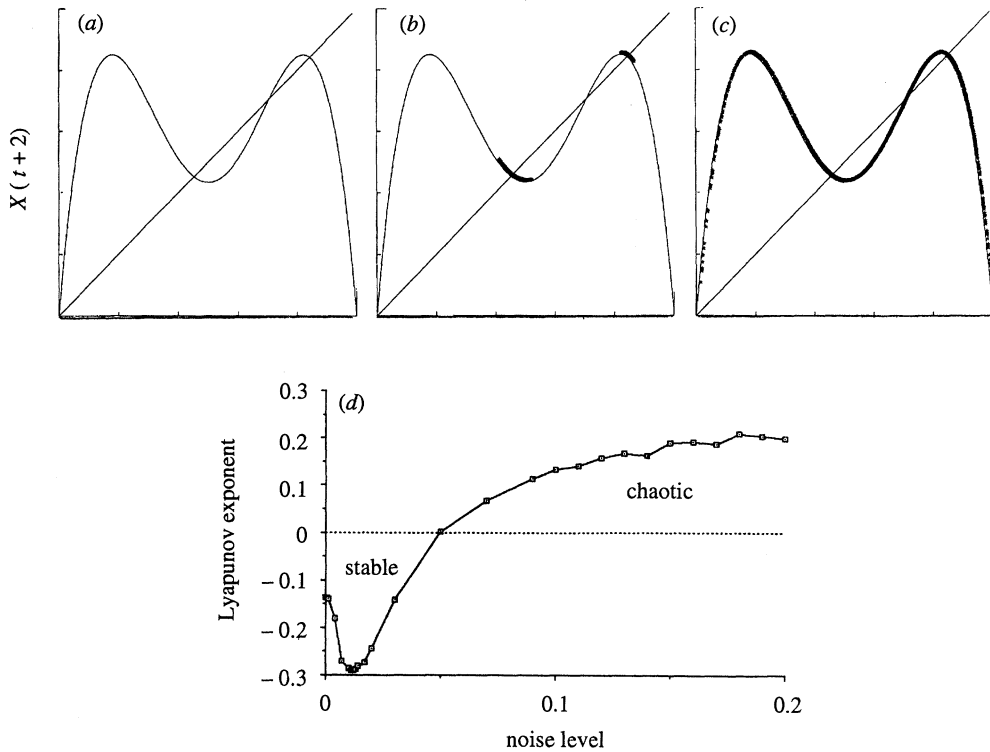 (a)
(b)
(c)
X(t+2)
(d)
0.3
0.2
0.1
0
−0.1
−0.2
−0.3
Lyapunov exponent
stable
chaotic
0
0.1
0.2
noise level